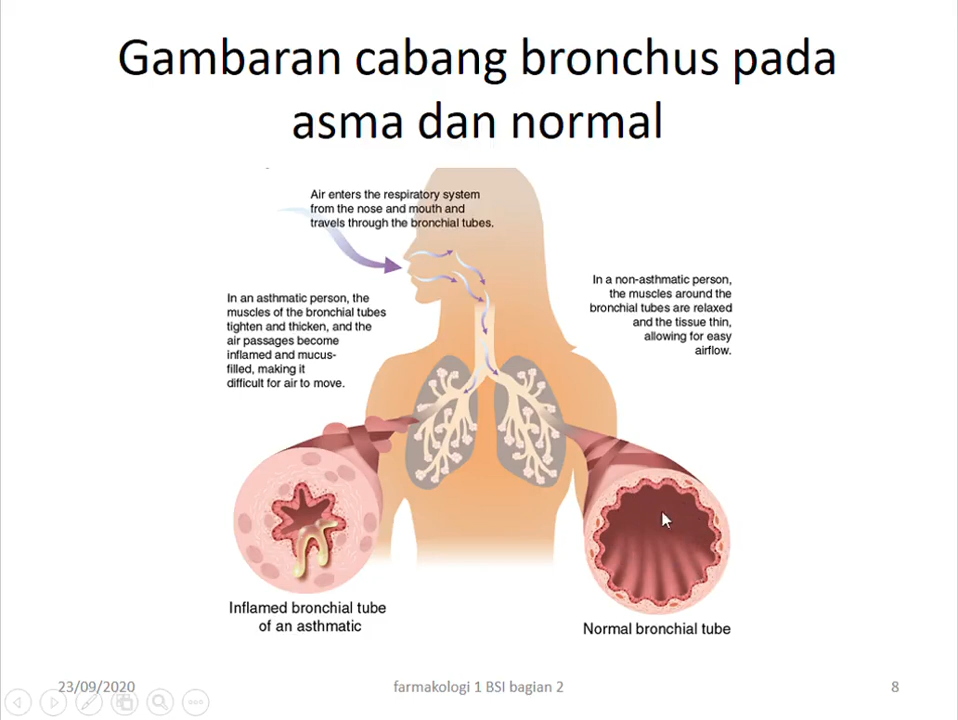 Gambaran cabang bronchus pada
asma dan normal
Air enters the respiratory system
from the nose and mouth and
travels through the bronchial tubes.
In an asthmatic person, the
muscles of the bronchial tubes
tighten and thicken, and the
air passages become
inflamed and mucus-
filled, making it
difficult for air to move.
In a non-asthmatic person,
the muscles around the
bronchial tubes are relaxed
and the tissue thin,
allowing for easy
airflow.
Inflamed bronchial tube
of an asthmatic
Normal bronchial tube
23/09/2020
farmakologi 1 BSI bagian 2
8